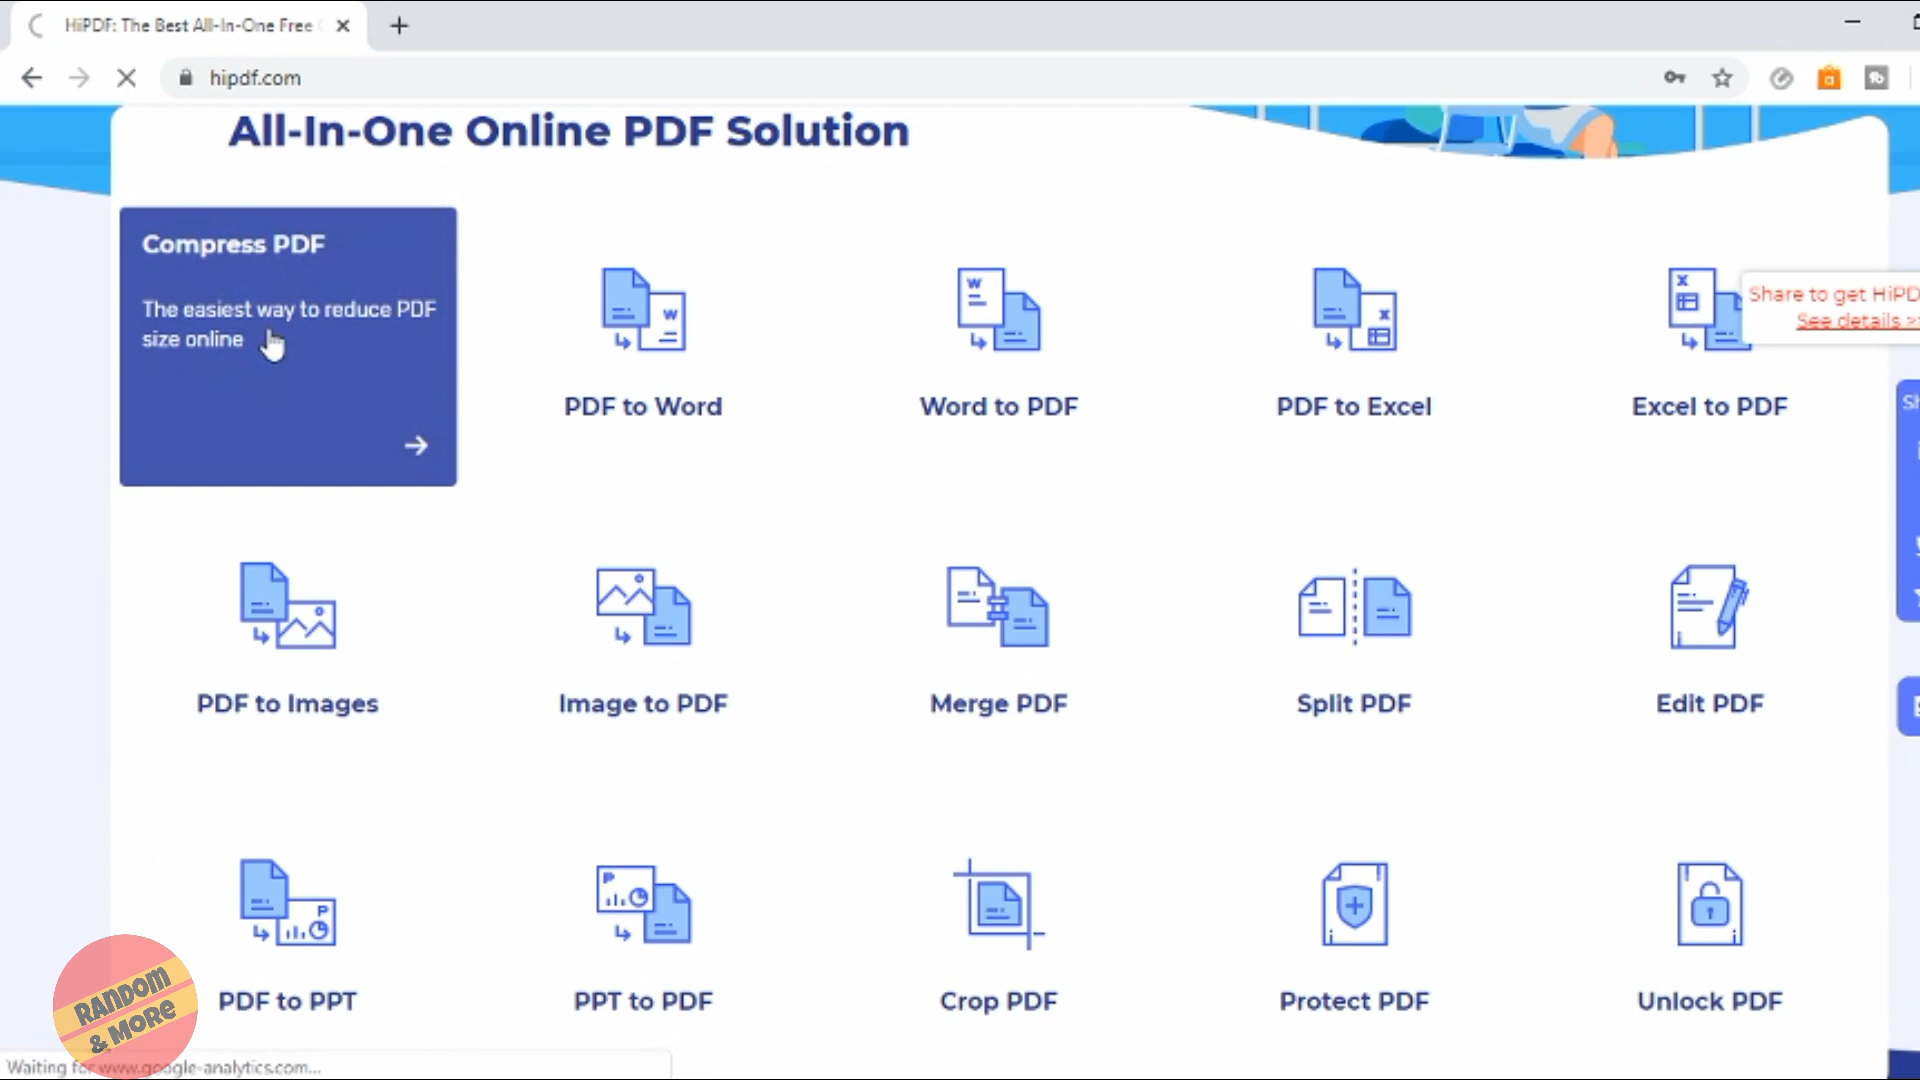 HiPDF: The Best All-In-One Free
hipdf.com
All-In-One Online PDF Solution
Compress PDF
The easiest way to reduce PDF
size online
PDF to Word
Word to PDF
PDF to Excel
Excel to PDF
Share to get HiPD
See details >
PDF to Images
Image to PDF
Merge PDF
Split PDF
Edit PDF
PDF to PPT
PPT to PDF
Crop PDF
Protect PDF
Unlock PDF
RANDOM
& MORE
Waiting for www.google-analytics.com...